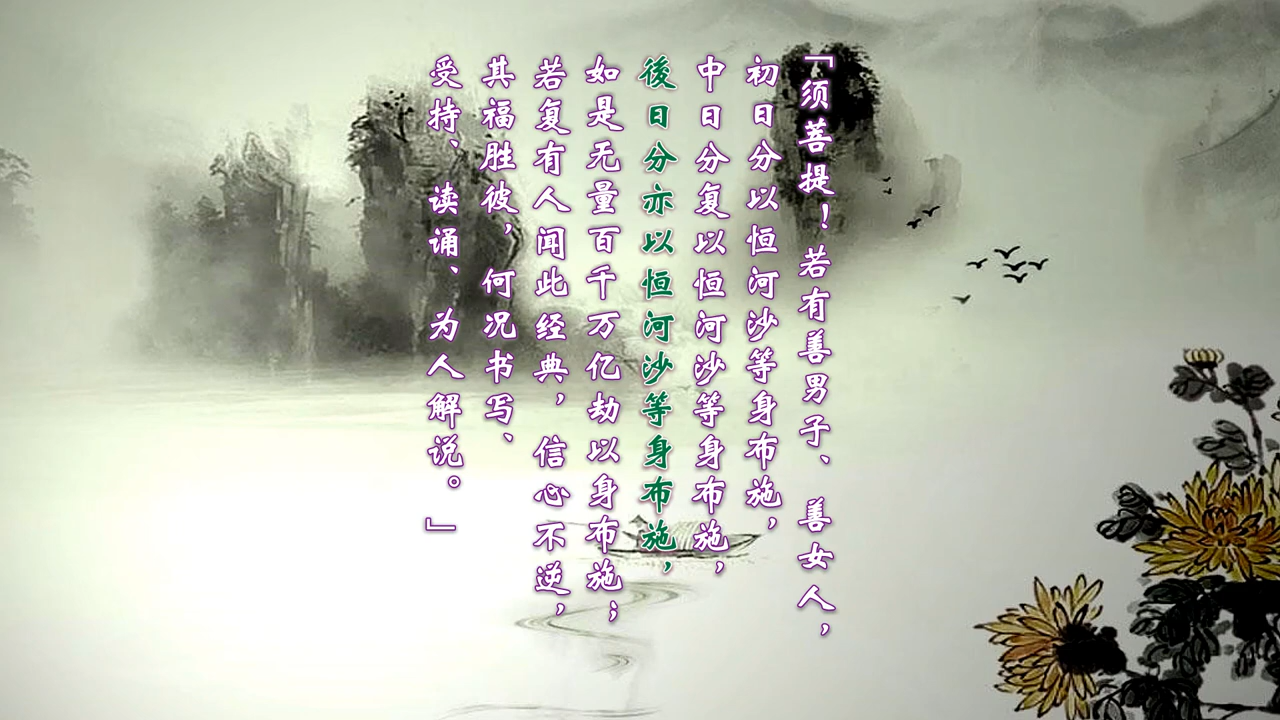 「须菩提！若有善男子、善女人，
初日分以恒河沙等身布施，
中日分复以恒河沙等身布施，
後日分亦以恒河沙等身布施，
如是无量百千万亿劫以身布施；
若复有人闻此经典，信心不逆，
其福胜彼，何况书写、
受持、读诵、为人解说。」